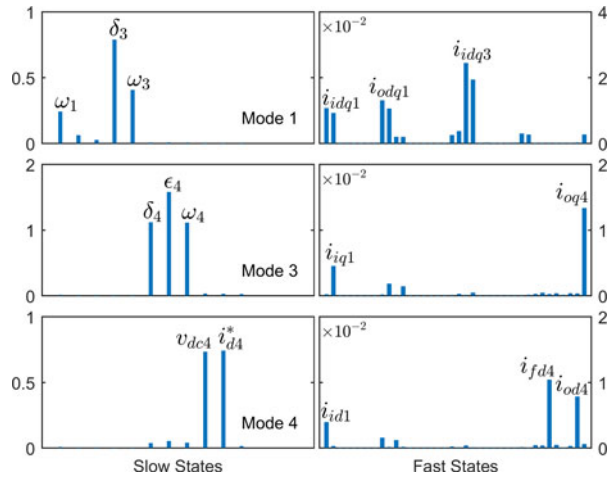 1
0.5
0
ω₁
δ₃
ω₃
Mode 1
×10⁻²
i_idq1
i_odq1
i_idq3
4
2
0
2
1
0
δ₄
ϵ₄
ω₄
Mode 3
×10⁻²
i_iq1
i_oq4
2
1
0
1
0.5
0
v_dc4
i*_d4
Mode 4
×10⁻²
i_id1
i_fd4
i_od4
2
1
0
Slow States
Fast States